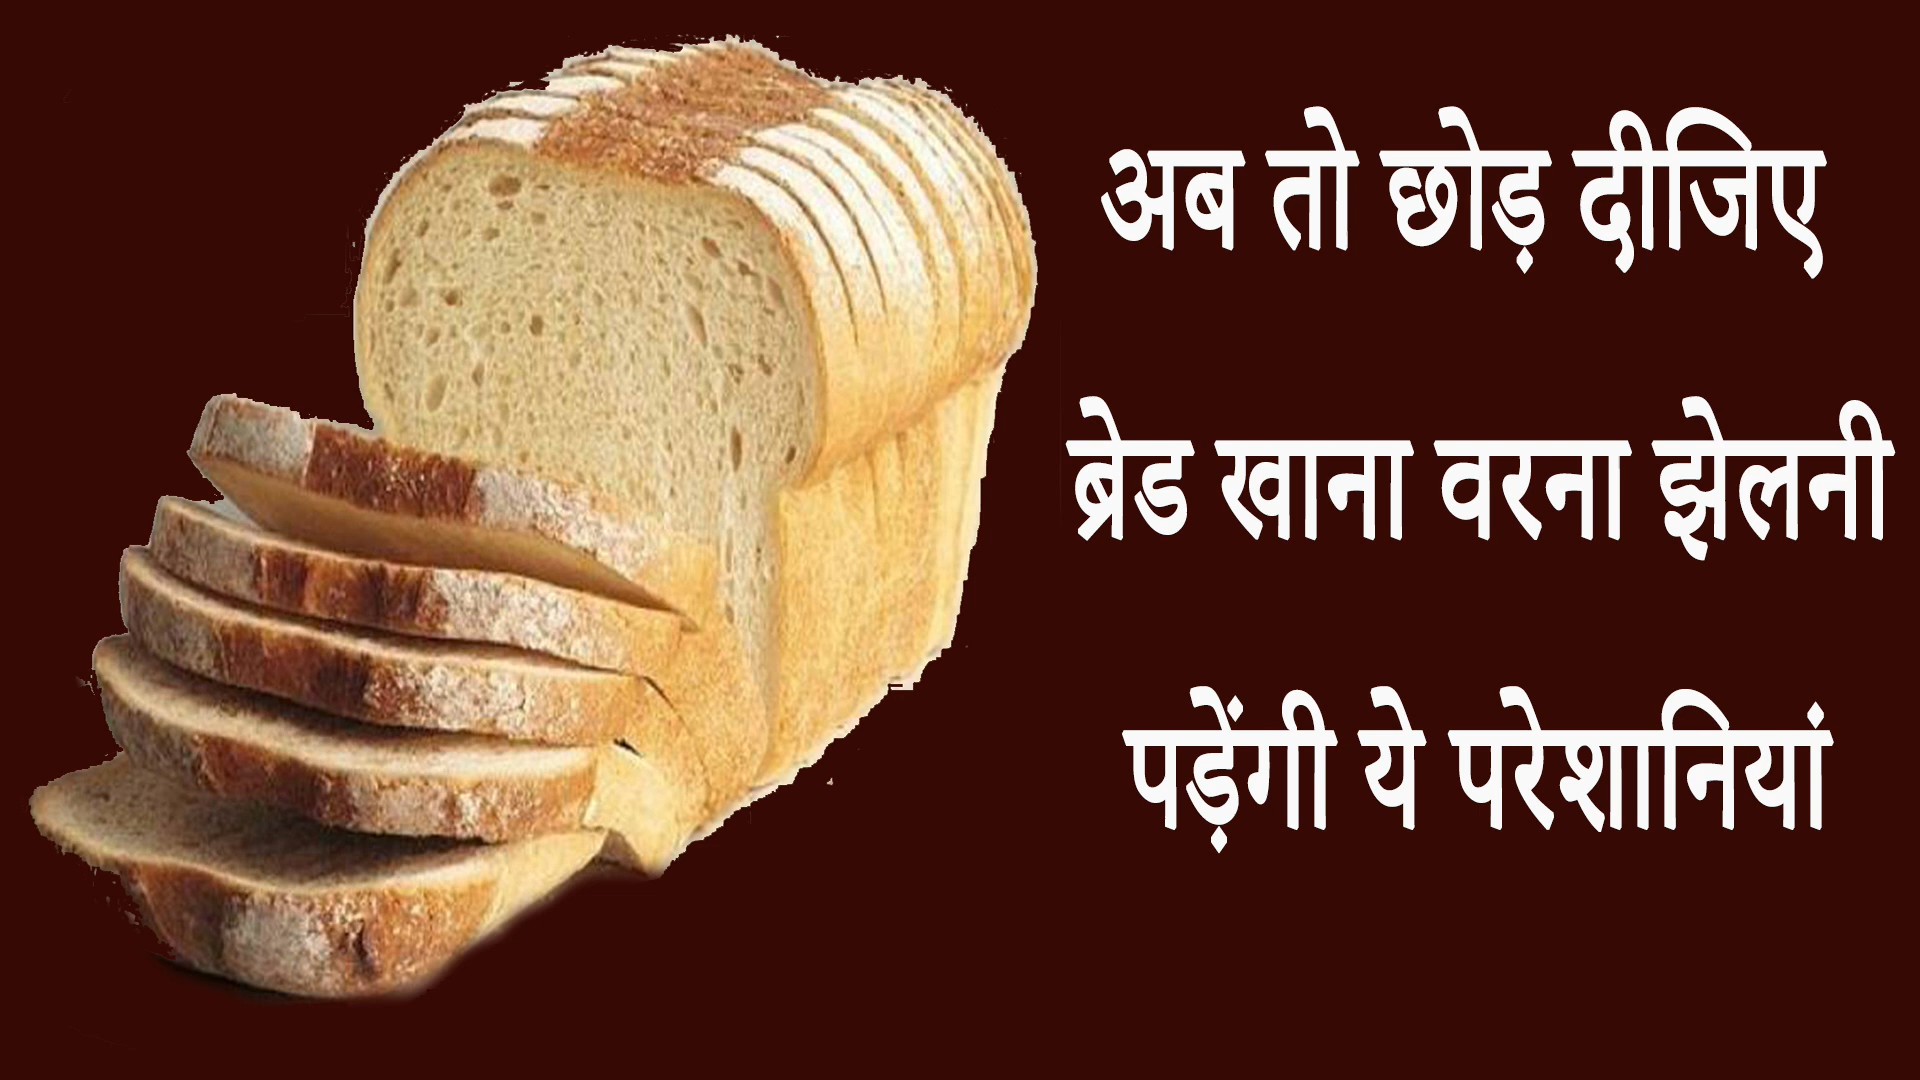 अब तो छोड़ दीजिए
ब्रेड खाना वरना झेलनी
पड़ेंगी ये परेशानियां